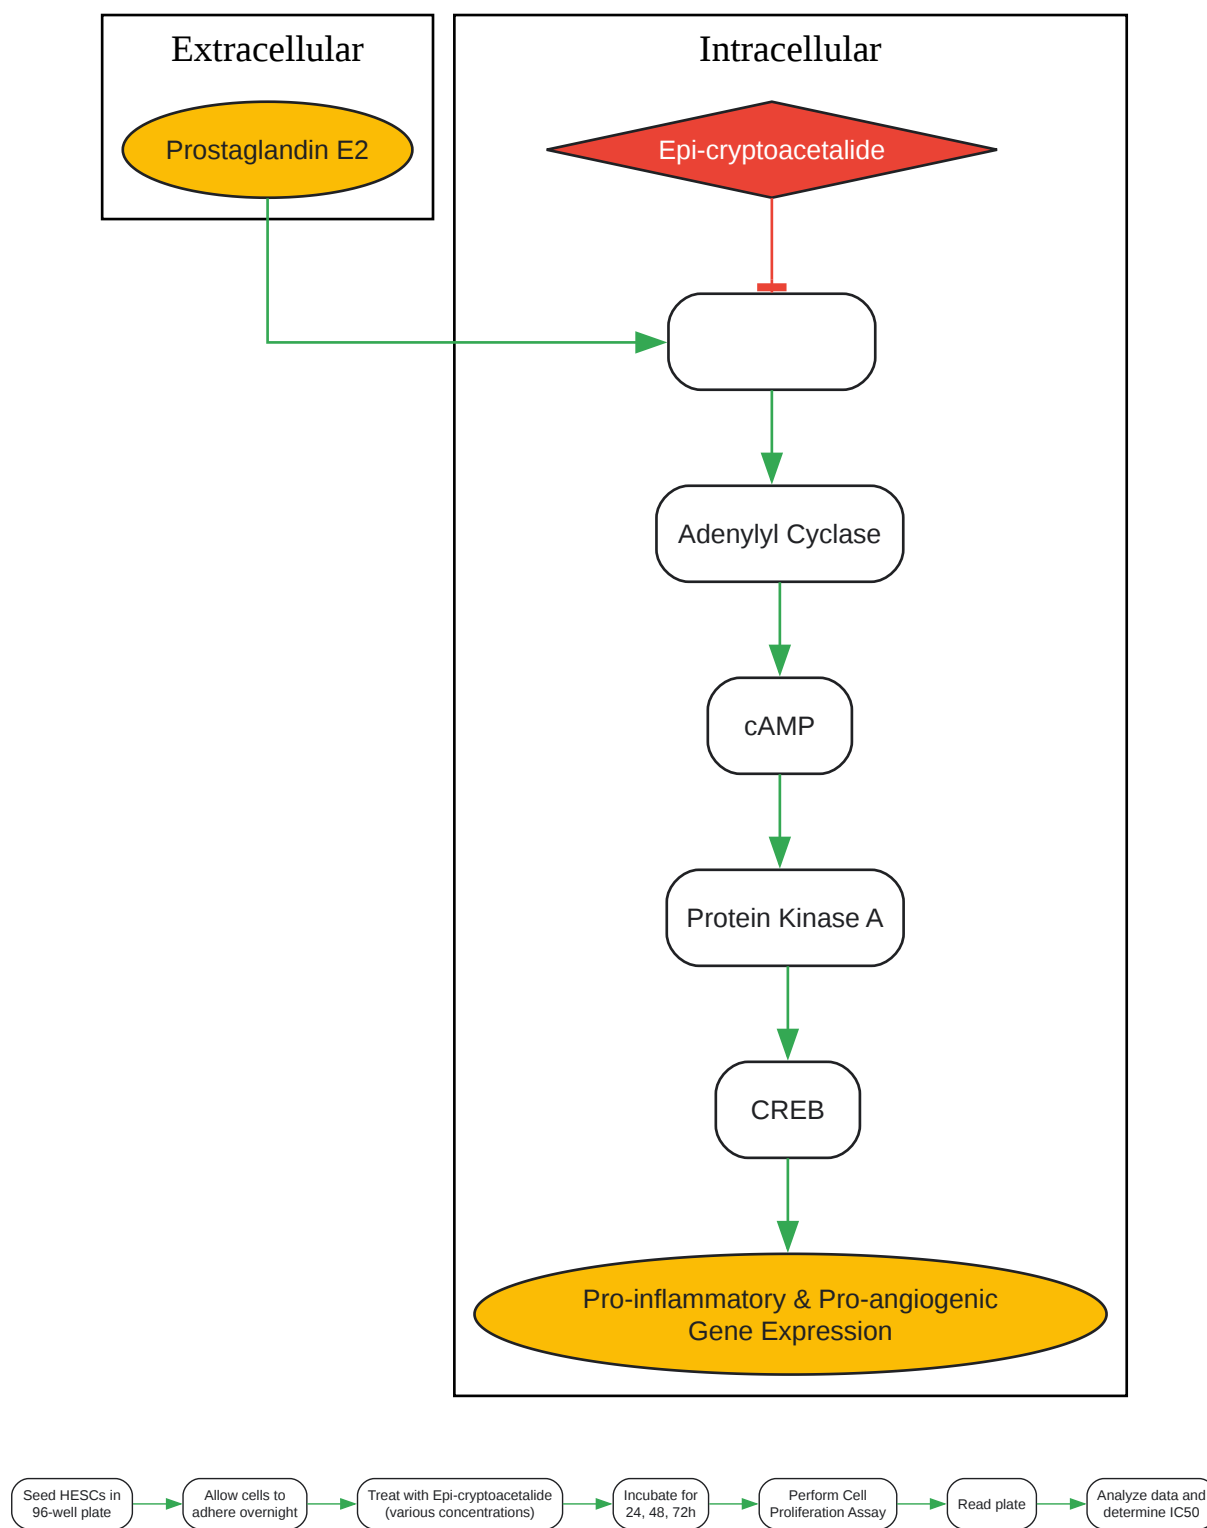 Extracellular
Intracellular
Prostaglandin E2
Epi-cryptoacetalide
Adenylyl Cyclase
cAMP
Protein Kinase A
CREB
Pro-inflammatory & Pro-angiogenic
Gene Expression
Seed HESCs in
96-well plate
Allow cells to
adhere overnight
Treat with Epi-cryptoacetalide
(various concentrations)
Incubate for
24, 48, 72h
Perform Cell
Proliferation Assay
Read plate
Analyze data and
determine IC50